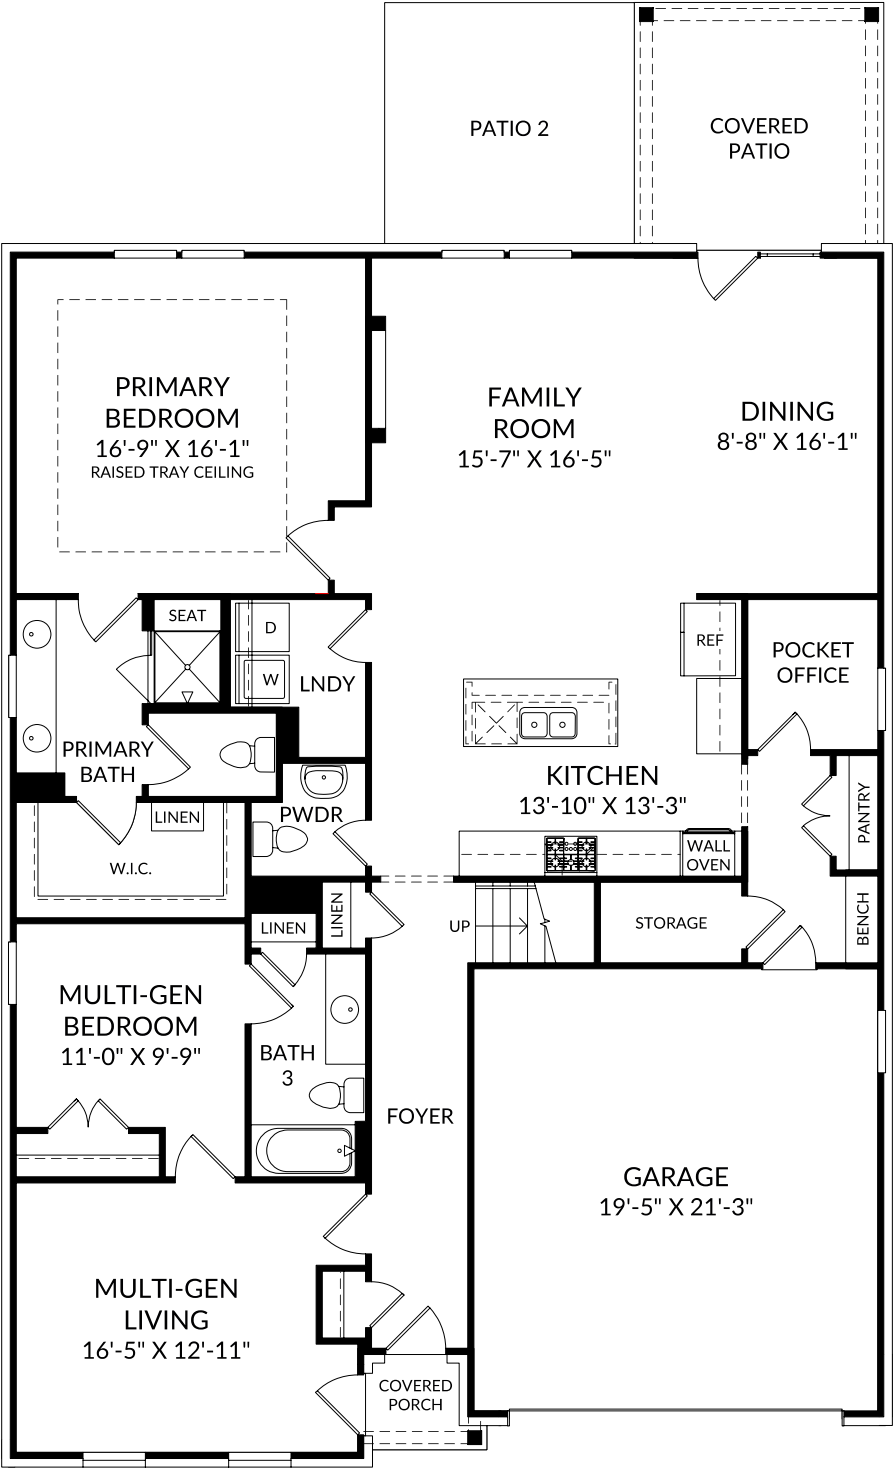 PATIO 2
COVERED
PATIO
PRIMARY
BEDROOM
16'-9" X 16'-1"
RAISED TRAY CEILING
FAMILY
ROOM
15'-7" X 16'-5"
DINING
8'-8" X 16'-1"
SEAT
D
W
LNDY
REF
POCKET
OFFICE
PRIMARY
BATH
KITCHEN
13'-10" X 13'-3"
PWDR
LINEN
W.I.C.
WALL
OVEN
PANTRY
LINEN
LINEN
UP
STORAGE
BENCH
MULTI-GEN
BEDROOM
11'-0" X 9'-9"
BATH
3
FOYER
GARAGE
19'-5" X 21'-3"
MULTI-GEN
LIVING
16'-5" X 12'-11"
COVERED
PORCH